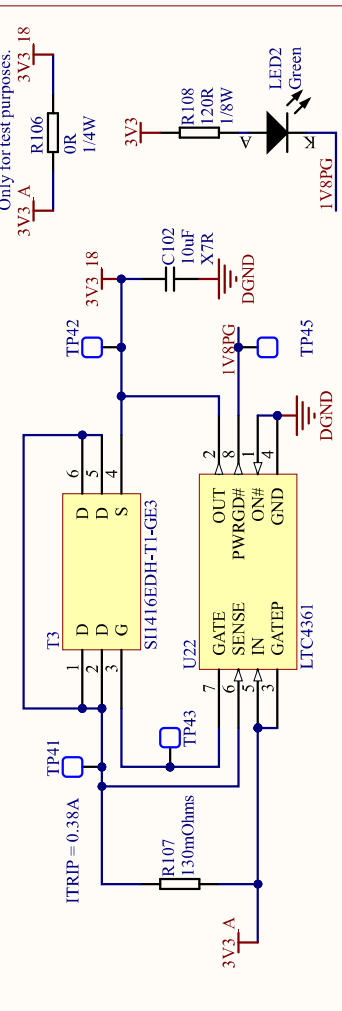 Only for test purposes.
3V3_A
R106
0R
1/4W
3V3_18
3V3
R108
120R
1/8W
A
K
LED2
Green
1V8PG
3V3_18
C102
10uF
X7R
DGND
TP42
1V8PG
TP45
TP41
ITRIP = 0.38A
T3
1
2
3
D
D
G
D
D
S
6
5
4
SI1416EDH-T1-GE3
TP43
R107
130mOhms
U22
7
6
5
3
GATE
SENSE
IN
GATEP
OUT
PWRGD#
ON#
GND
2
8
1
4
LTC4361
DGND
3V3_A